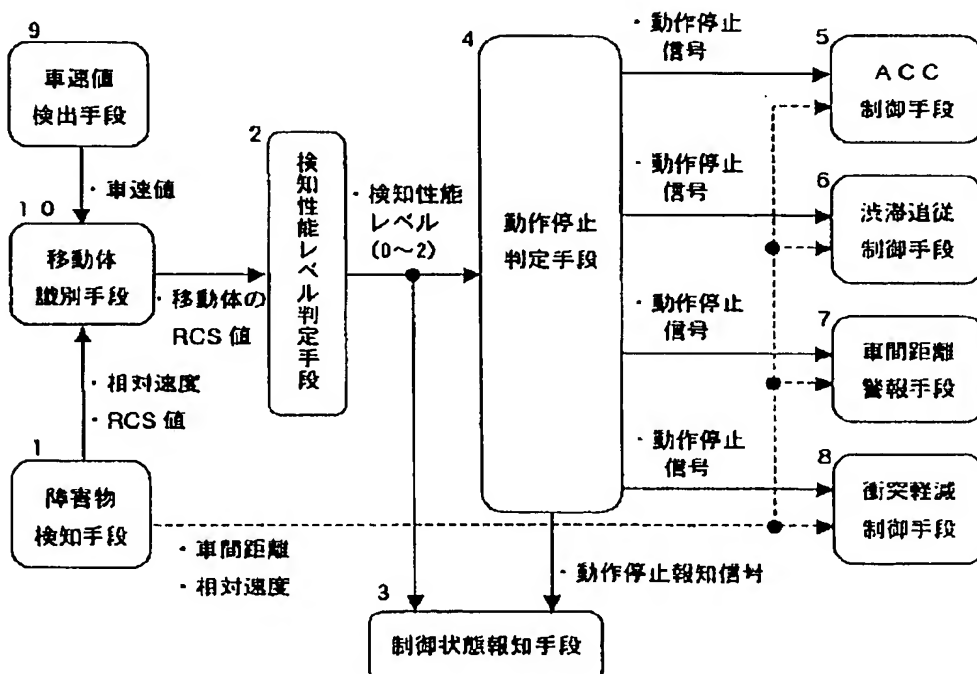 9
車速値
検出手段
・車速値
10
移動体
識別手段
・移動体の
RCS 値
・相対速度
・RCS 値
1
障害物
検知手段
・車間距離
・相対速度
2
検知性能レベル判定手段
・検知性能
レベル
(0～2)
3
制御状態報知手段
4
動作停止
判定手段
・動作停止報知信号
・動作停止
信号
5
ACC
制御手段
・動作停止
信号
6
渋滞追従
制御手段
・動作停止
信号
7
車間距離
警報手段
・動作停止
信号
8
衝突軽減
制御手段